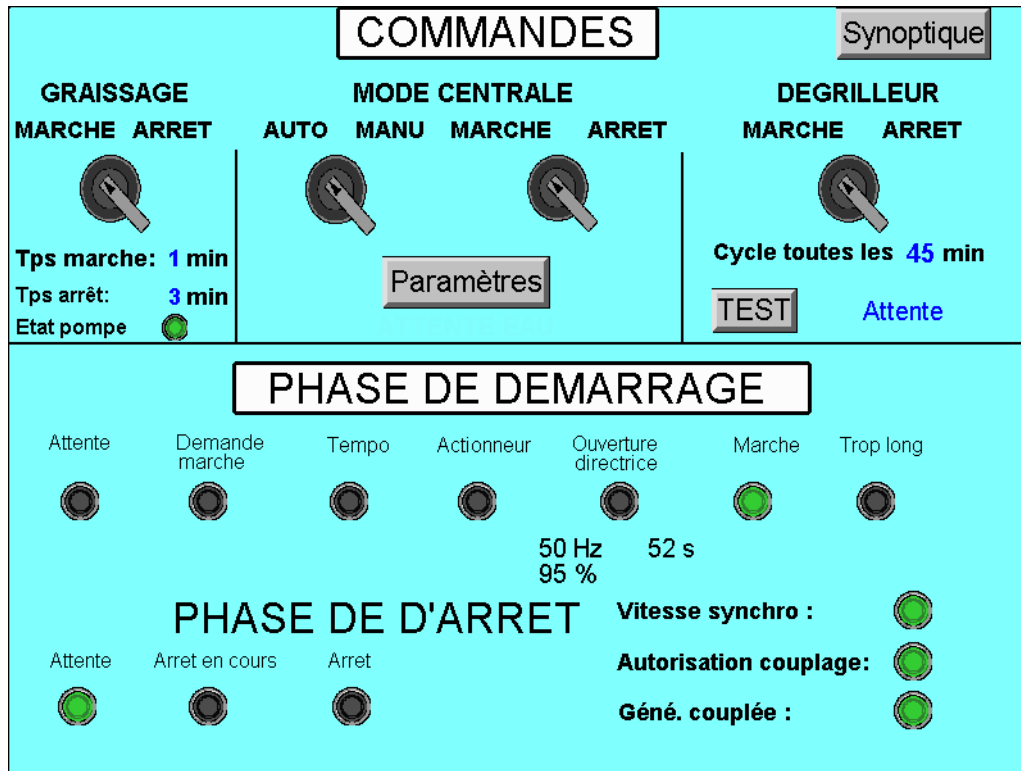 COMMANDES
Synoptique
GRAISSAGE
MODE CENTRALE
DEGRILLEUR
MARCHE ARRET
AUTO MANU MARCHE ARRET
MARCHE ARRET
Tps marche: 1 min
Tps arrêt: 3 min
Etat pompe
Paramètres
Cycle toutes les 45 min
TEST
Attente
PHASE DE DEMARRAGE
Attente
Demande
marche
Tempo
Actionneur
Ouverture
directrice
Marche
Trop long
50 Hz 52 s
95 %
PHASE DE D'ARRET
Attente
Arret en cours
Arret
Vitesse synchro :
Autorisation couplage:
Géné. couplée :